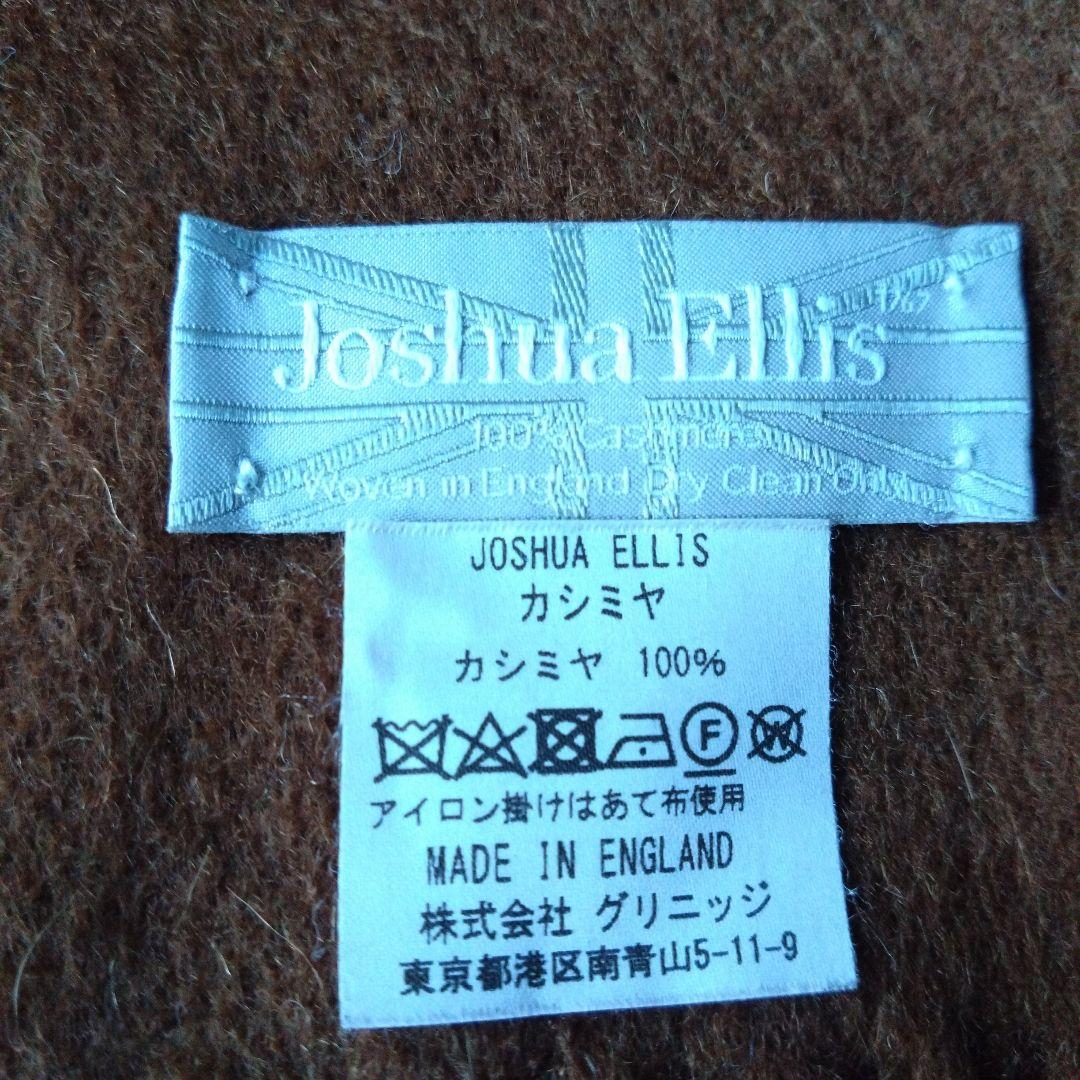 Joshua Ellis
1767
100% Cashmere
Woven in England Dry Clean Only
JOSHUA ELLIS
カシミヤ
カシミヤ 100%
F W
アイロン掛けはあて布使用
MADE IN ENGLAND
株式会社 グリニッジ
東京都港区南青山5-11-9